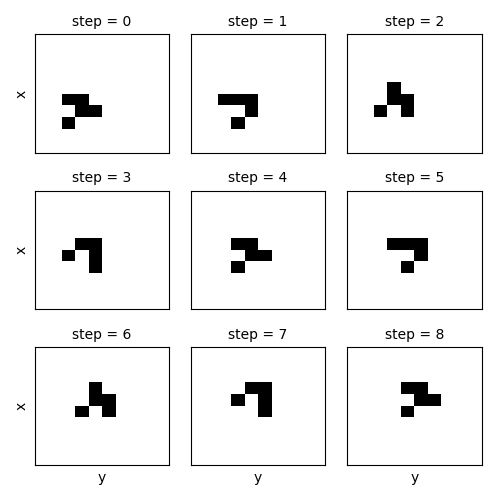 step = 0
step = 1
step = 2
x
step = 3
step = 4
step = 5
x
step = 6
step = 7
step = 8
x
y
y
y